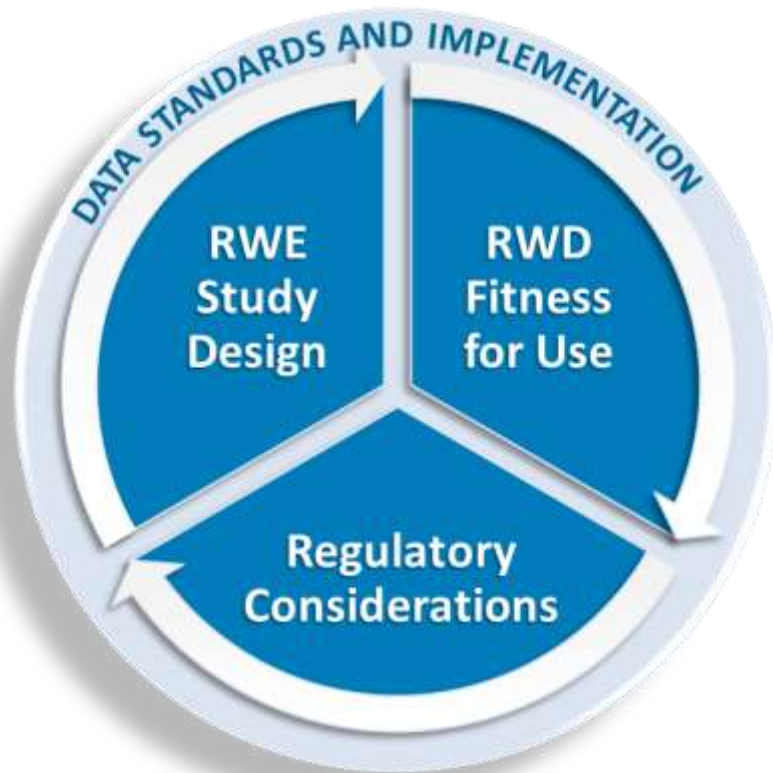 DATA STANDARDS AND IMPLEMENTATION
RWE
Study
Design
RWD
Fitness
for Use
Regulatory
Considerations